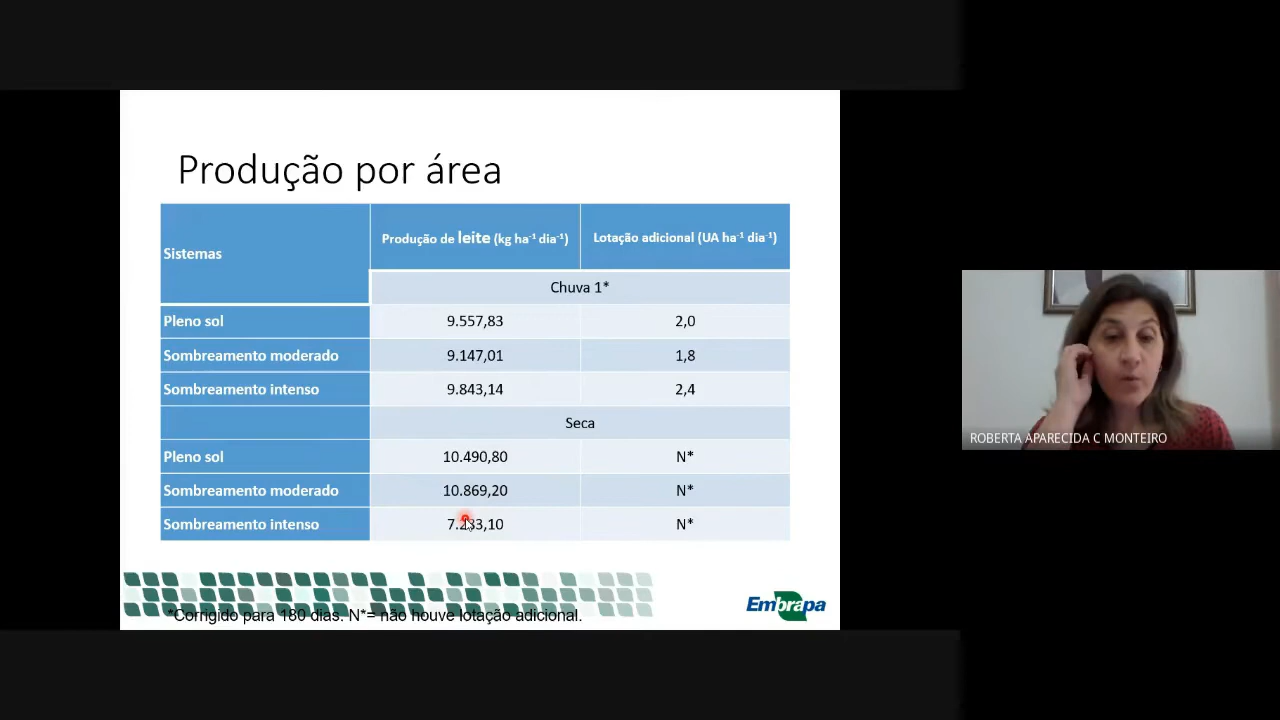 Produção por área
Sistemas
Produção de leite (kg ha⁻¹ dia⁻¹)
Lotação adicional (UA ha⁻¹ dia⁻¹)
Chuva 1*
Pleno sol 9.557,83 2,0
Sombreamento moderado 9.147,01 1,8
Sombreamento intenso 9.843,14 2,4
Seca
Pleno sol 10.490,80 N*
Sombreamento moderado 10.869,20 N*
Sombreamento intenso N*
*Corrigido para 180 dias. N*= não houve lotação adicional.
Embrapa
ROBERTA APARECIDA C MONTEIRO